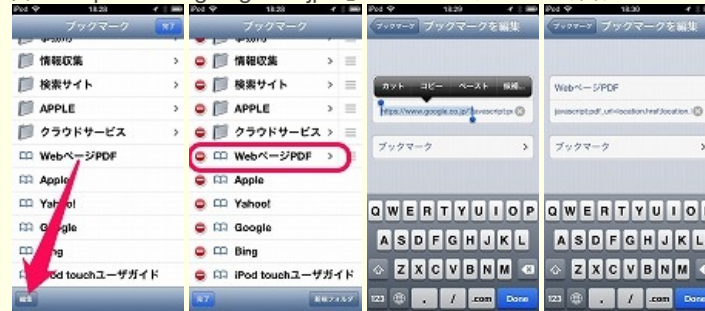 iPod 18:28
ブックマーク 完了
情報収集
検索サイト
APPLE
クラウドサービス
WebページPDF
Apple
Yahoo!
Google
Bing
iPod touchユーザガイド
編集
iPod 18:28
ブックマーク
情報収集
検索サイト
APPLE
クラウドサービス
WebページPDF
Apple
Yahoo!
Google
Bing
iPod touchユーザガイド
完了 新規フォルダ
iPod 18:29
ブックマーク ブックマークを編集
カット コピー ペースト 候補...
https://www.google.co.jp/?javascript:p
ブックマーク
Q W E R T Y U I O P
A S D F G H J K L
Z X C V B N M
123 . / .com Done
iPod 18:30
ブックマーク ブックマークを編集
WebページPDF
javascript:pdf_url=location.href;location.
ブックマーク
Q W E R T Y U I O
A S D F G H J K L
Z X C V B N M
123 . / .com Done